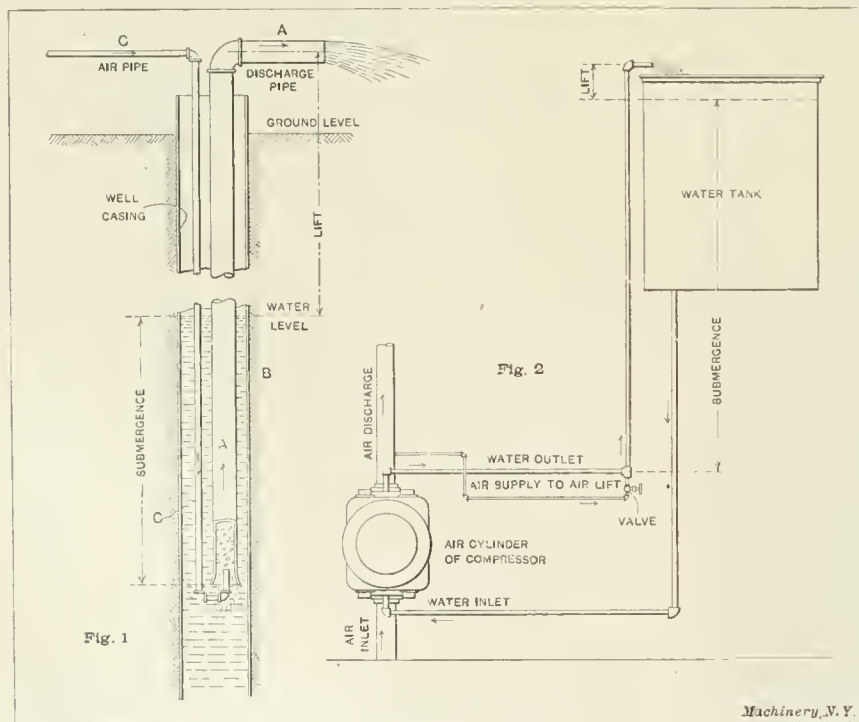 C
AIR PIPE
A
DISCHARGE
PIPE
GROUND LEVEL
WELL
CASING
LIFT
WATER
LEVEL
B
SUBMERGENCE
A
C
Fig. 1
LIFT
WATER TANK
SUBMERGENCE
Fig. 2
AIR DISCHARGE
WATER OUTLET
AIR SUPPLY TO AIR LIFT
VALVE
AIR CYLINDER
OF COMPRESSOR
WATER INLET
AIR
INLET
Machinery, N.Y.